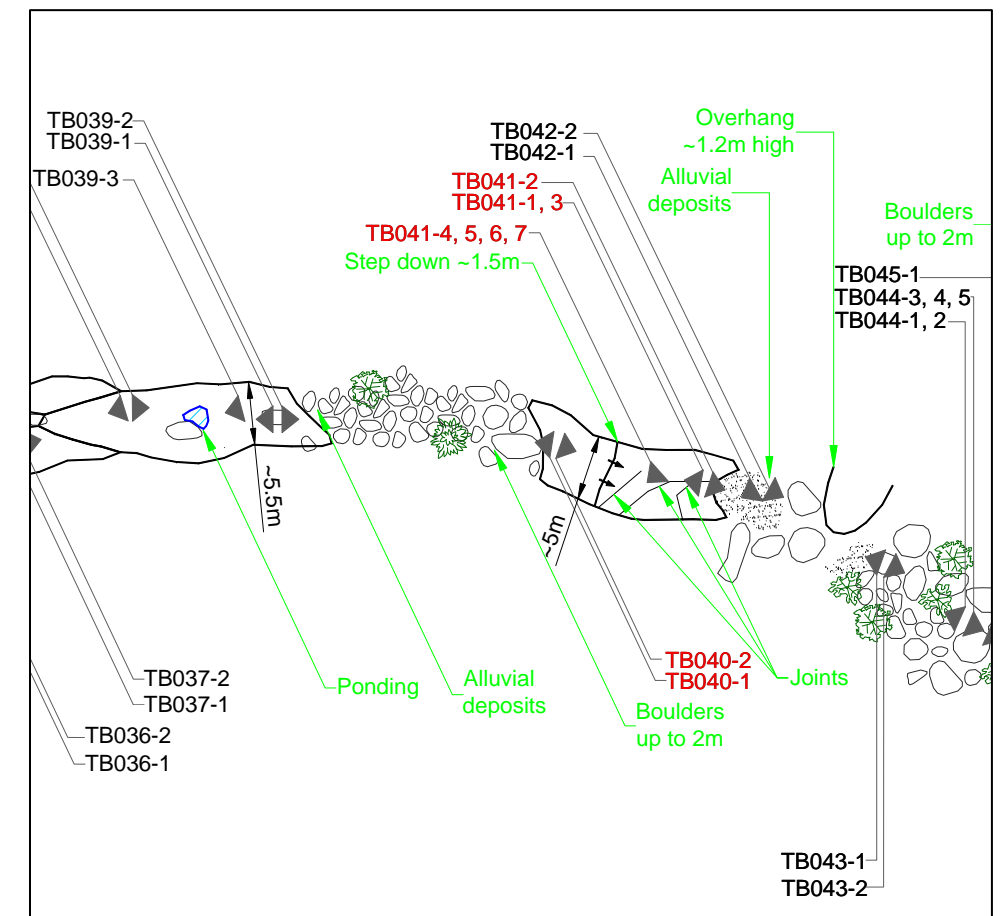 TB039-2
TB039-1
TB039-3
TB042-2
TB042-1
TB041-2
TB041-1, 3
TB041-4, 5, 6, 7
Step down ~1.5m
Overhang
~1.2m high
Alluvial
deposits
Boulders
up to 2m
TB045-1
TB044-3, 4, 5
TB044-1, 2
~5.5m
~5m
TB037-2
TB037-1
TB036-2
TB036-1
Ponding
Alluvial
deposits
TB040-2
TB040-1
Boulders
up to 2m
Joints
TB043-1
TB043-2